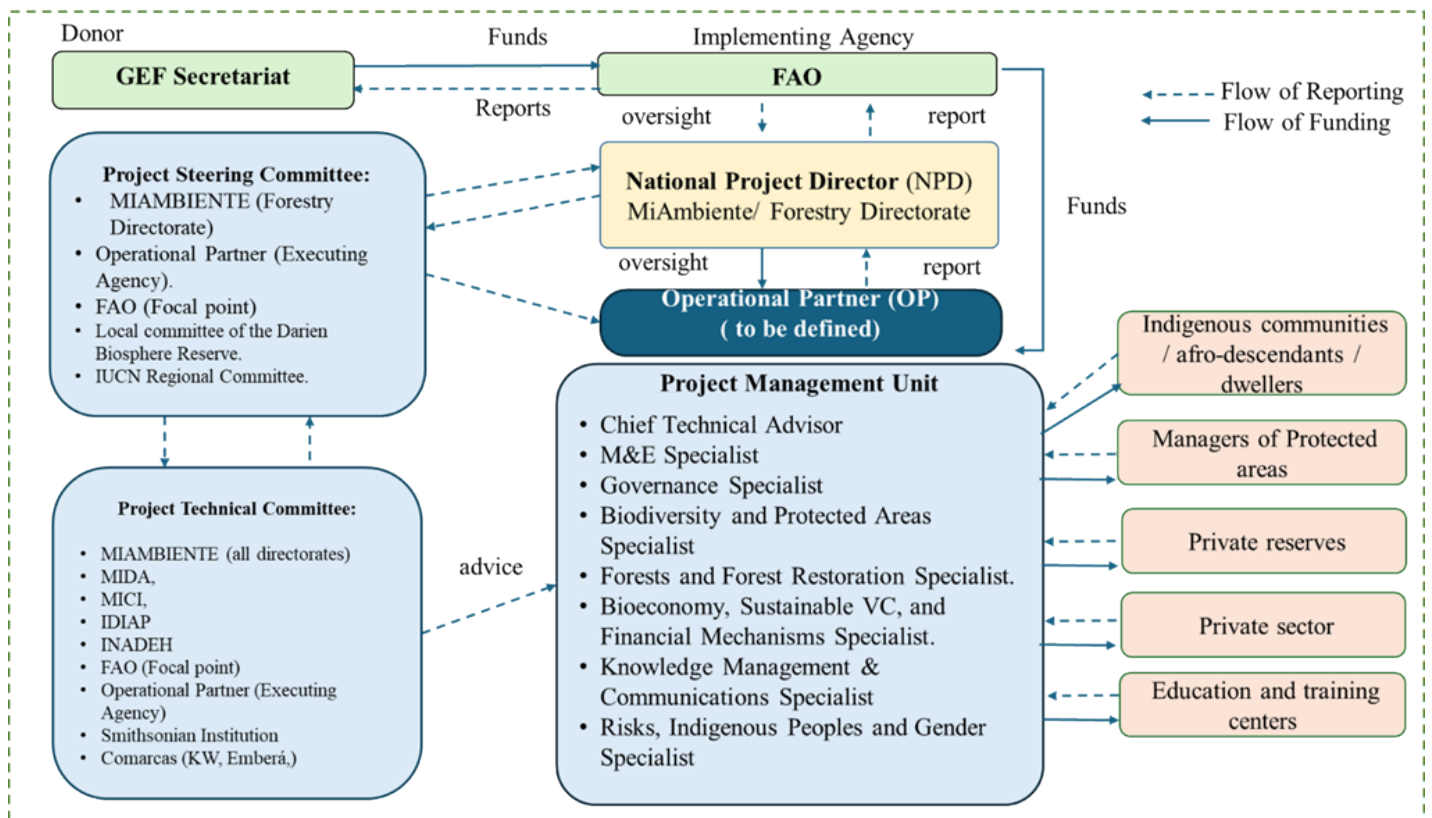 Donor
Funds
Implementing Agency
GEF Secretariat
FAO
Reports
oversight
report
Flow of Reporting
Flow of Funding
Project Steering Committee:
• MIAMBIENTE (Forestry
Directorate)
• Operational Partner (Executing
Agency).
• FAO (Focal point)
• Local committee of the Darien
Biosphere Reserve.
• IUCN Regional Committee.
National Project Director (NPD)
MiAmbiente/ Forestry Directorate
Funds
oversight
report
Operational Partner (OP)
( to be defined)
Project Technical Committee:
• MIAMBIENTE (all directorates)
• MIDA,
• MICI,
• IDIAP
• INADEH
• FAO (Focal point)
• Operational Partner (Executing
Agency)
• Smithsonian Institution
• Comarcas (KW, Emberá,)
advice
Project Management Unit
• Chief Technical Advisor
• M&E Specialist
• Governance Specialist
• Biodiversity and Protected Areas
Specialist
• Forests and Forest Restoration Specialist.
• Bioeconomy, Sustainable VC, and
Financial Mechanisms Specialist.
• Knowledge Management &
Communications Specialist
• Risks, Indigenous Peoples and Gender
Specialist
Indigenous communities
/ afro-descendants /
dwellers
Managers of Protected
areas
Private reserves
Private sector
Education and training
centers